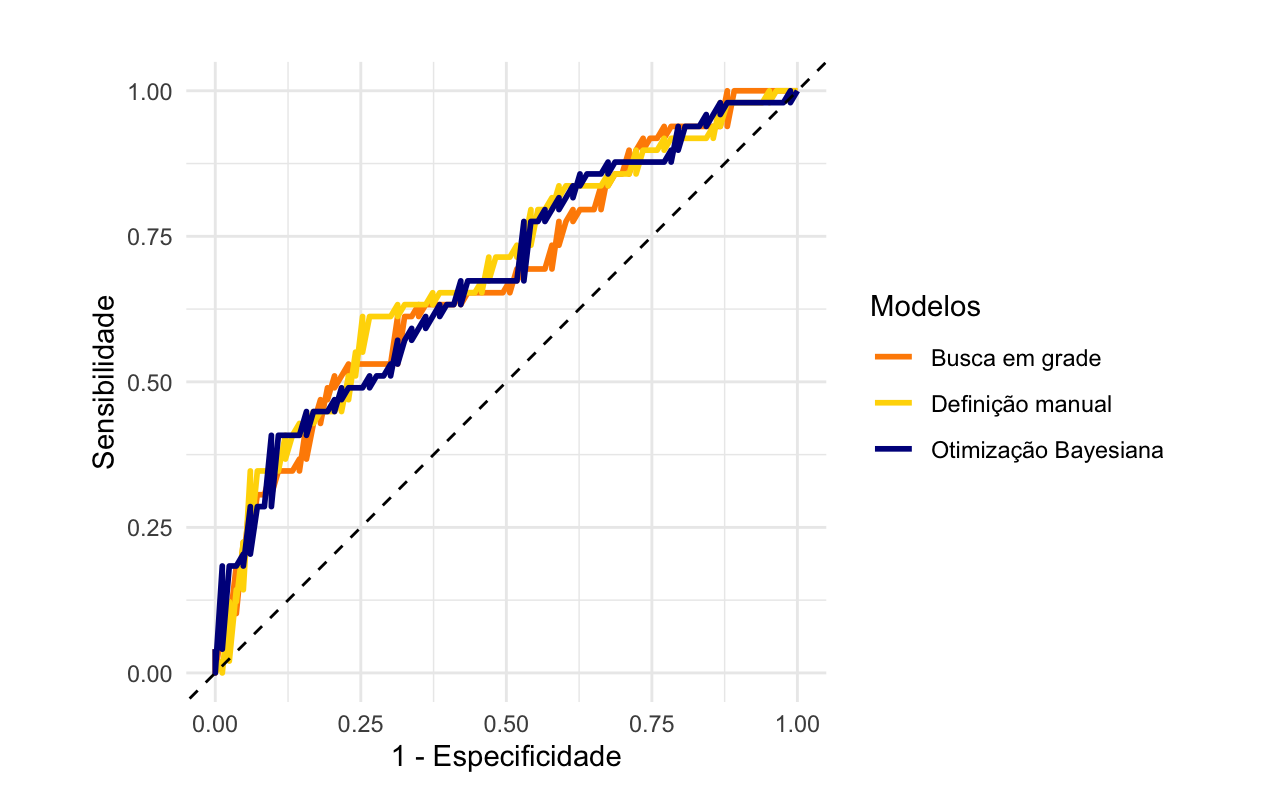 1.00
0.75
0.50
0.25
0.00
Sensibilidade
0.00 0.25 0.50 0.75 1.00
1 - Especificidade
Modelos
Busca em grade
Definição manual
Otimização Bayesiana